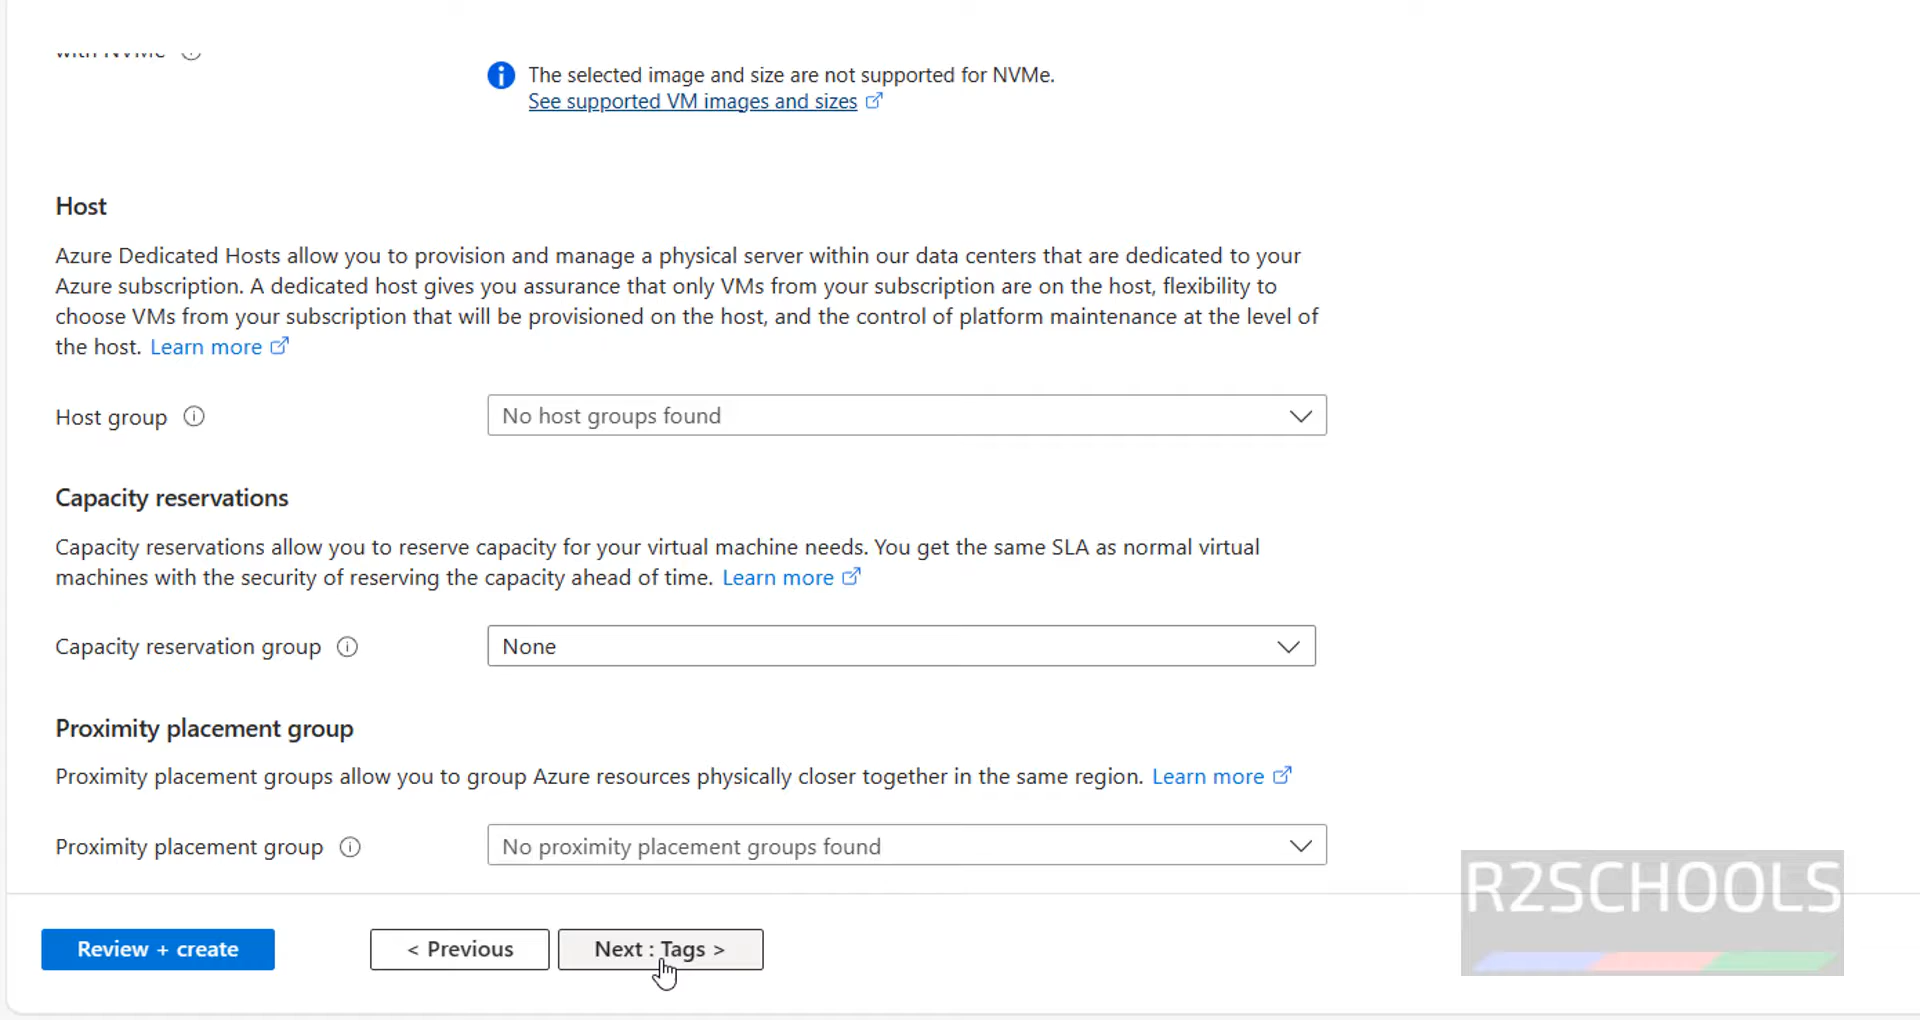 with NVMe
The selected image and size are not supported for NVMe.
See supported VM images and sizes
Host
Azure Dedicated Hosts allow you to provision and manage a physical server within our data centers that are dedicated to your
Azure subscription. A dedicated host gives you assurance that only VMs from your subscription are on the host, flexibility to
choose VMs from your subscription that will be provisioned on the host, and the control of platform maintenance at the level of
the host. Learn more
Host group
No host groups found
Capacity reservations
Capacity reservations allow you to reserve capacity for your virtual machine needs. You get the same SLA as normal virtual
machines with the security of reserving the capacity ahead of time. Learn more
Capacity reservation group
None
Proximity placement group
Proximity placement groups allow you to group Azure resources physically closer together in the same region. Learn more
Proximity placement group
No proximity placement groups found
R2SCHOOLS
Review + create
< Previous
Next : Tags >